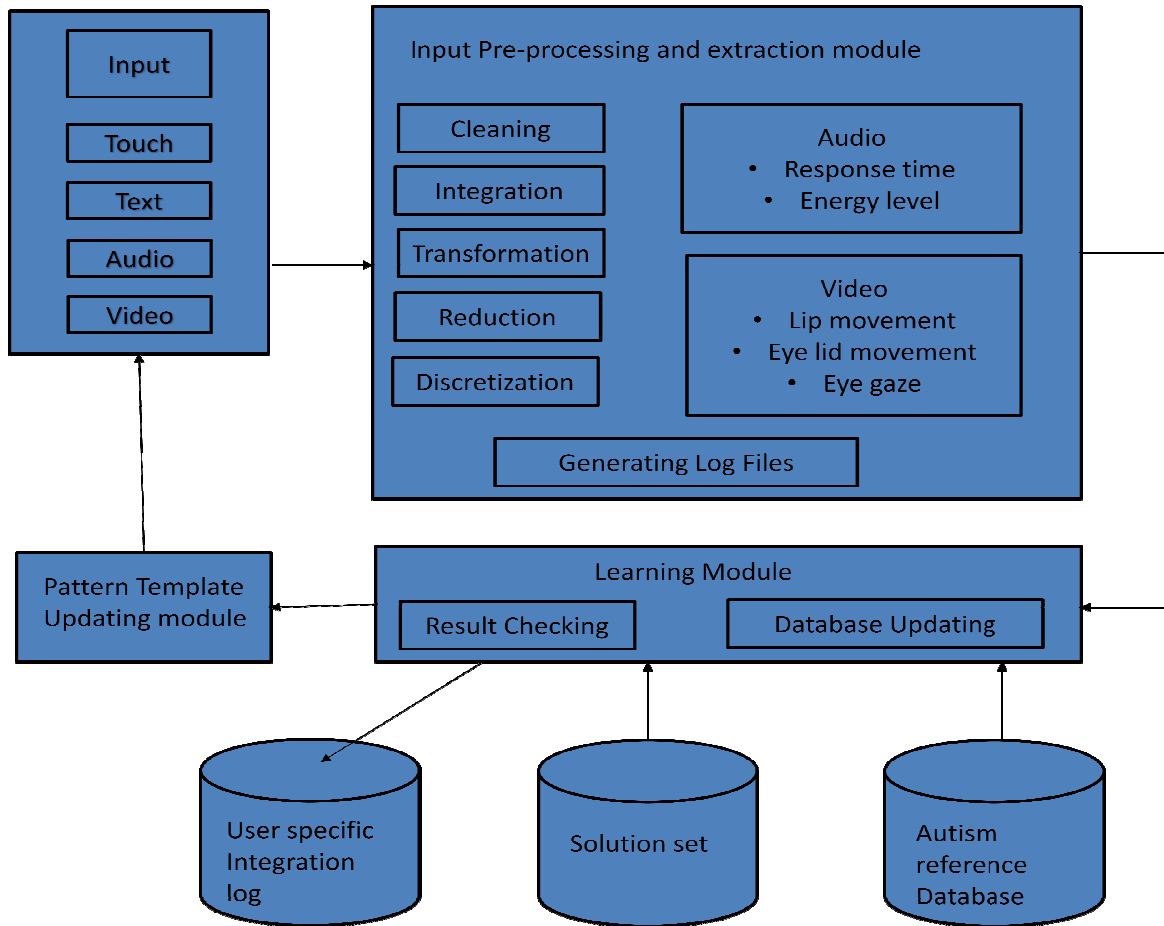 Input
Touch
Text
Audio
Video
Input Pre-processing and extraction module
Cleaning
Integration
Transformation
Reduction
Discretization
Audio
• Response time
• Energy level
Video
• Lip movement
• Eye lid movement
• Eye gaze
Generating Log Files
Pattern Template
Updating module
Learning Module
Result Checking
Database Updating
User specific
Integration
log
Solution set
Autism
reference
Database